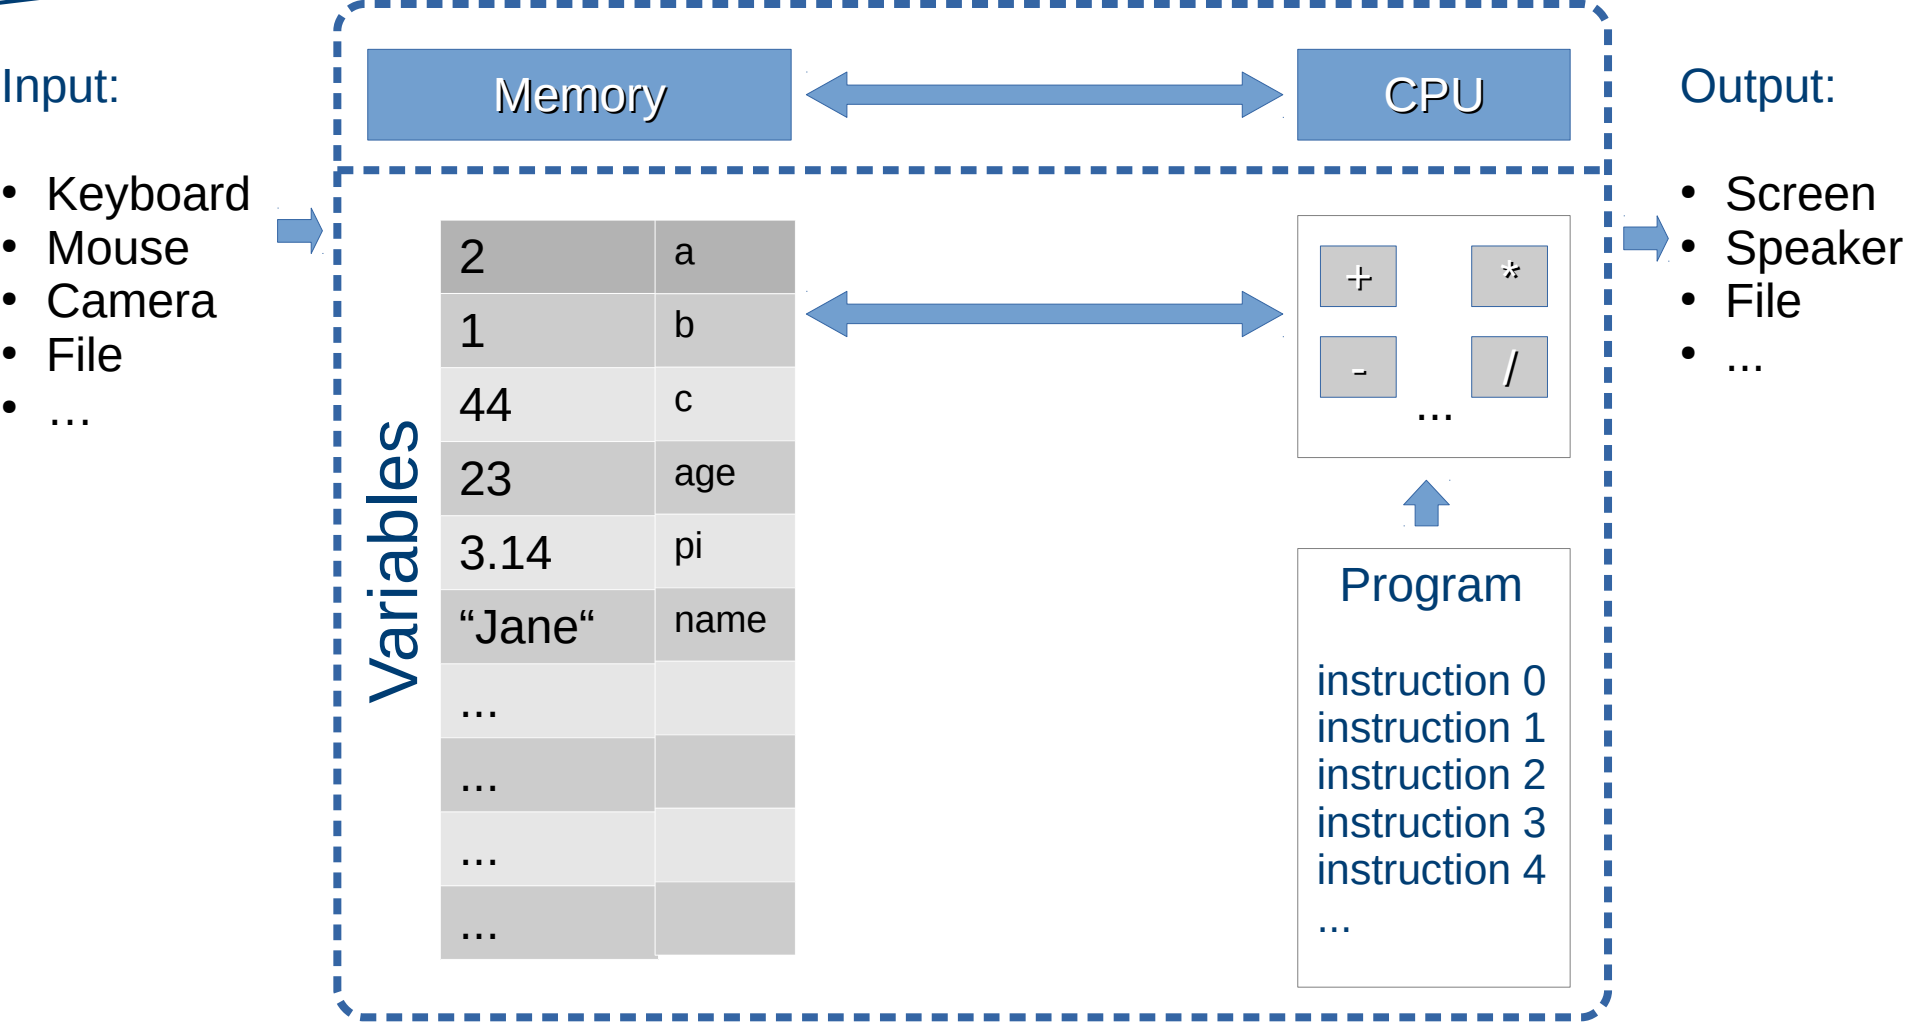 Input:
• Keyboard
• Mouse
• Camera
• File
• …
Memory
CPU
Variables
2 a
1 b
44 c
23 age
3.14 pi
“Jane“ name
...
...
...
...
+ *
- /
...
Program
instruction 0
instruction 1
instruction 2
instruction 3
instruction 4
...
Output:
• Screen
• Speaker
• File
• ...